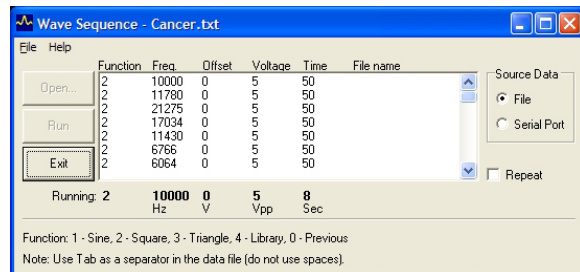 Wave Sequence - Cancer.txt
File Help
Function Freq. Offset Voltage Time File name
Open...
Run
Exit
2 10000 0 5 50
2 11780 0 5 50
2 21275 0 5 50
2 17034 0 5 50
2 11430 0 5 50
2 6766 0 5 50
2 6064 0 5 50
Source Data
File
Serial Port
Repeat
Running: 2 10000 0 5 8
Hz V Vpp Sec
Function: 1 - Sine, 2 - Square, 3 - Triangle, 4 - Library, 0 - Previous
Note: Use Tab as a separator in the data file (do not use spaces).